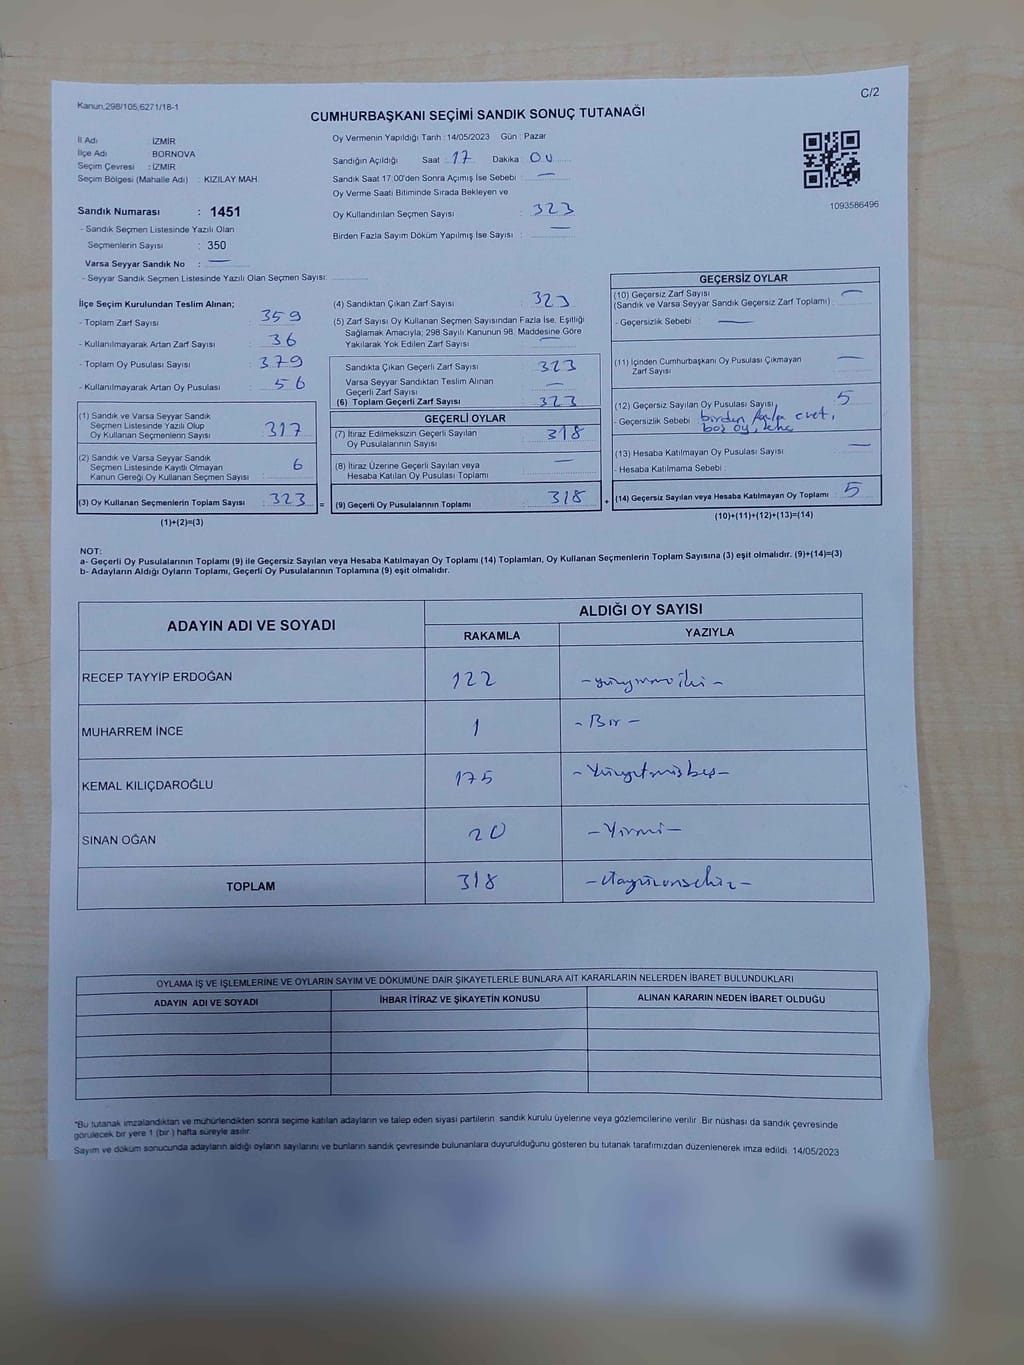 Kanun;298/105;6271/18-1
C/2
CUMHURBAŞKANI SEÇİMİ SANDIK SONUÇ TUTANAĞI
İl Adı : İZMİR
İlçe Adı : BORNOVA
Seçim Çevresi : İZMİR
Seçim Bölgesi (Mahalle Adı) : KIZILAY MAH.
Sandık Numarası : 1451
- Sandık Seçmen Listesinde Yazılı Olan
Seçmenlerin Sayısı : 350
Varsa Seyyar Sandık No : —
- Seyyar Sandık Seçmen Listesinde Yazılı Olan Seçmen Sayısı:
Oy Vermenin Yapıldığı Tarih : 14/05/2023 Gün : Pazar
Sandığın Açıldığı Saat : 17 Dakika : 00
Sandık Saat 17:00'den Sonra Açılmış İse Sebebi : —
Oy Verme Saati Bitiminde Sırada Bekleyen ve
Oy Kullandırılan Seçmen Sayısı : 323
Birden Fazla Sayım Döküm Yapılmış İse Sayısı : —
1093586496
İlçe Seçim Kurulundan Teslim Alınan;
- Toplam Zarf Sayısı : 359
- Kullanılmayarak Artan Zarf Sayısı : 36
- Toplam Oy Pusulası Sayısı : 379
- Kullanılmayarak Artan Oy Pusulası : 56
(1) Sandık ve Varsa Seyyar Sandık
Seçmen Listesinde Yazılı Olup
Oy Kullanan Seçmenlerin Sayısı : 317
(2) Sandık ve Varsa Seyyar Sandık
Seçmen Listesinde Kayıtlı Olmayan
Kanun Gereği Oy Kullanan Seçmen Sayısı : 6
(3) Oy Kullanan Seçmenlerin Toplam Sayısı : 323 =
(1)+(2)=(3)
(4) Sandıktan Çıkan Zarf Sayısı : 323
(5) Zarf Sayısı Oy Kullanan Seçmen Sayısından Fazla İse, Eşitliği
Sağlamak Amacıyla, 298 Sayılı Kanunun 98. Maddesine Göre
Yakılarak Yok Edilen Zarf Sayısı : —
Sandıkta Çıkan Geçerli Zarf Sayısı : 323
Varsa Seyyar Sandıktan Teslim Alınan
Geçerli Zarf Sayısı : —
(6) Toplam Geçerli Zarf Sayısı : 323
GEÇERLİ OYLAR
(7) İtiraz Edilmeksizin Geçerli Sayılan
Oy Pusulalarının Sayısı : 318
(8) İtiraz Üzerine Geçerli Sayılan veya
Hesaba Katılan Oy Pusulası Toplamı : —
(9) Geçerli Oy Pusulalarının Toplamı : 318 +
GEÇERSİZ OYLAR
(10) Geçersiz Zarf Sayısı
(Sandık ve Varsa Seyyar Sandık Geçersiz Zarf Toplamı) : —
- Geçersizlik Sebebi : —
(11) İçinden Cumhurbaşkanı Oy Pusulası Çıkmayan
Zarf Sayısı : —
(12) Geçersiz Sayılan Oy Pusulası Sayısı : 5
- Geçersizlik Sebebi : birden fazla evet,
boş oy, leke
(13) Hesaba Katılmayan Oy Pusulası Sayısı : —
- Hesaba Katılmama Sebebi :
(14) Geçersiz Sayılan veya Hesaba Katılmayan Oy Toplamı : 5
(10)+(11)+(12)+(13)=(14)
NOT:
a- Geçerli Oy Pusulalarının Toplamı (9) ile Geçersiz Sayılan veya Hesaba Katılmayan Oy Toplamı (14) Toplamları, Oy Kullanan Seçmenlerin Toplam Sayısına (3) eşit olmalıdır. (9)+(14)=(3)
b- Adayların Aldığı Oyların Toplamı, Geçerli Oy Pusulalarının Toplamına (9) eşit olmalıdır.
ADAYIN ADI VE SOYADI
ALDIĞI OY SAYISI
RAKAMLA YAZIYLA
RECEP TAYYİP ERDOĞAN 122 - yüzyirmiiki -
MUHARREM İNCE 1 - Bir -
KEMAL KILIÇDAROĞLU 175 - Yüzyetmişbeş -
SİNAN OĞAN 20 - Yirmi -
TOPLAM 318 - Üçyüzonsekiz -
OYLAMA İŞ VE İŞLEMLERİNE VE OYLARIN SAYIM VE DÖKÜMÜNE DAİR ŞİKAYETLERLE BUNLARA AİT KARARLARIN NELERDEN İBARET BULUNDUKLARI
ADAYIN ADI VE SOYADI İHBAR İTİRAZ VE ŞİKAYETİN KONUSU ALINAN KARARIN NEDEN İBARET OLDUĞU
*Bu tutanak imzalandıktan ve mühürlendikten sonra seçime katılan adayların ve talep eden siyasi partilerin sandık kurulu üyelerine veya gözlemcilerine verilir. Bir nüshası da sandık çevresinde
görülecek bir yere 1 (bir ) hafta süreyle asılır.
Sayım ve döküm sonucunda adayların aldığı oyların sayılarını ve bunların sandık çevresinde bulunanlara duyurulduğunu gösteren bu tutanak tarafımızdan düzenlenerek imza edildi. 14/05/2023